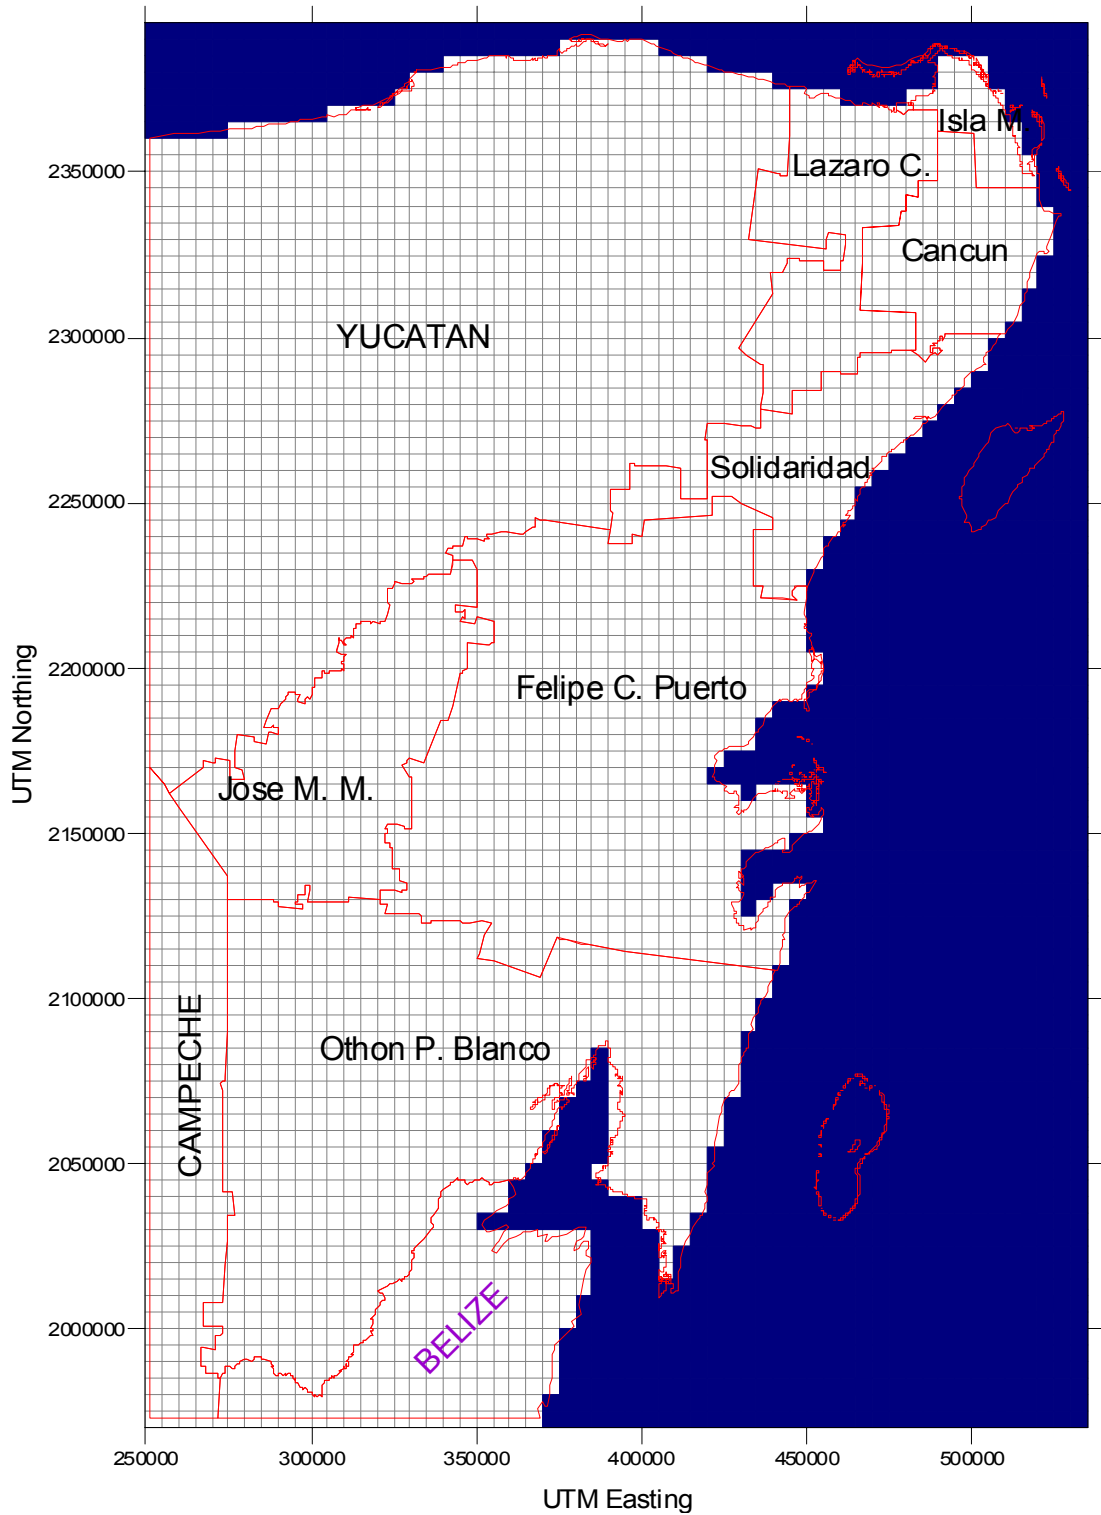 Isla M.
2350000
Lazaro C.
Cancun
YUCATAN
2300000
Solidaridad
2250000
Felipe C. Puerto
2200000
UTM Northing
Jose M. M.
2150000
2100000
CAMPECHE
Othon P. Blanco
2050000
BELIZE
2000000
250000 300000 350000 400000 450000 500000
UTM Easting